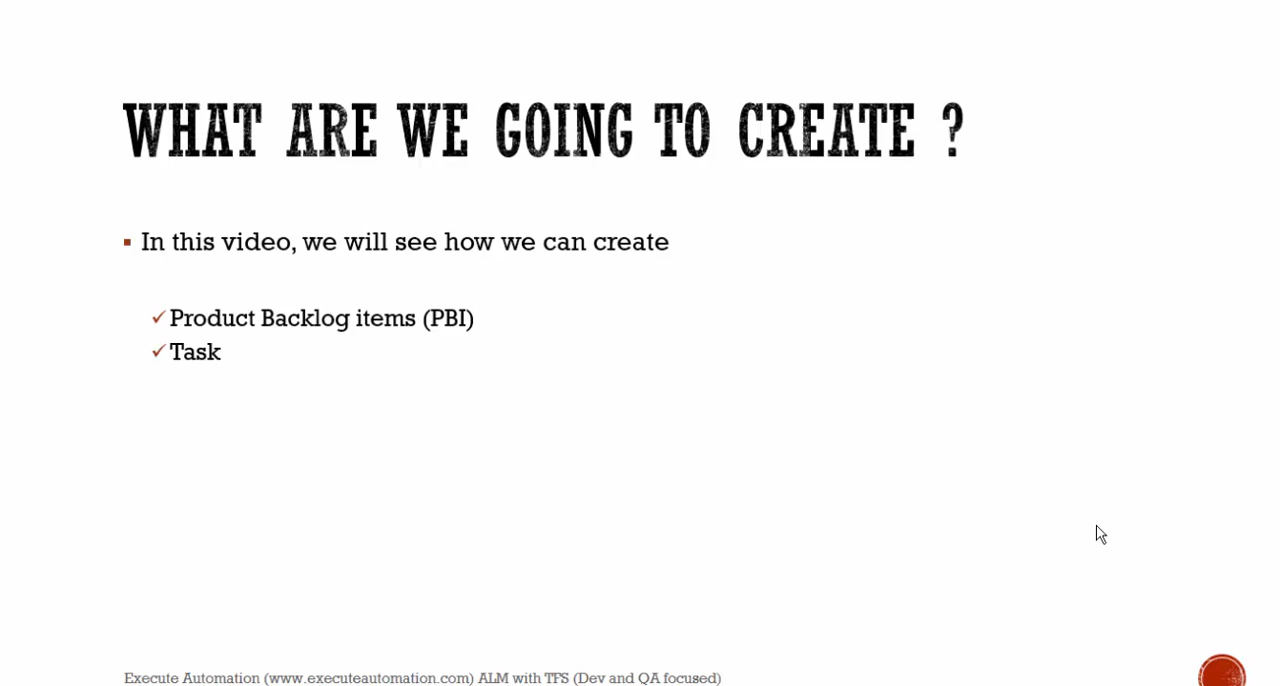 WHAT ARE WE GOING TO CREATE ?
In this video, we will see how we can create
Product Backlog items (PBI)
Task
Execute Automation (www.executeautomation.com) ALM with TFS (Dev and QA focused)